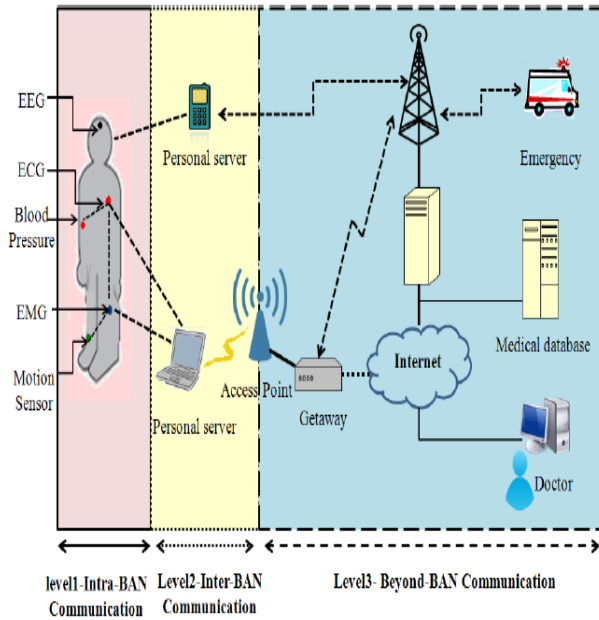 EEG
ECG
Blood
Pressure
EMG
Motion
Sensor
Personal server
Personal server
Access Point
Getaway
Emergency
Medical database
Internet
Doctor
level1-Intra-BAN
Communication
Level2-Inter-BAN
Communication
Level3- Beyond-BAN Communication